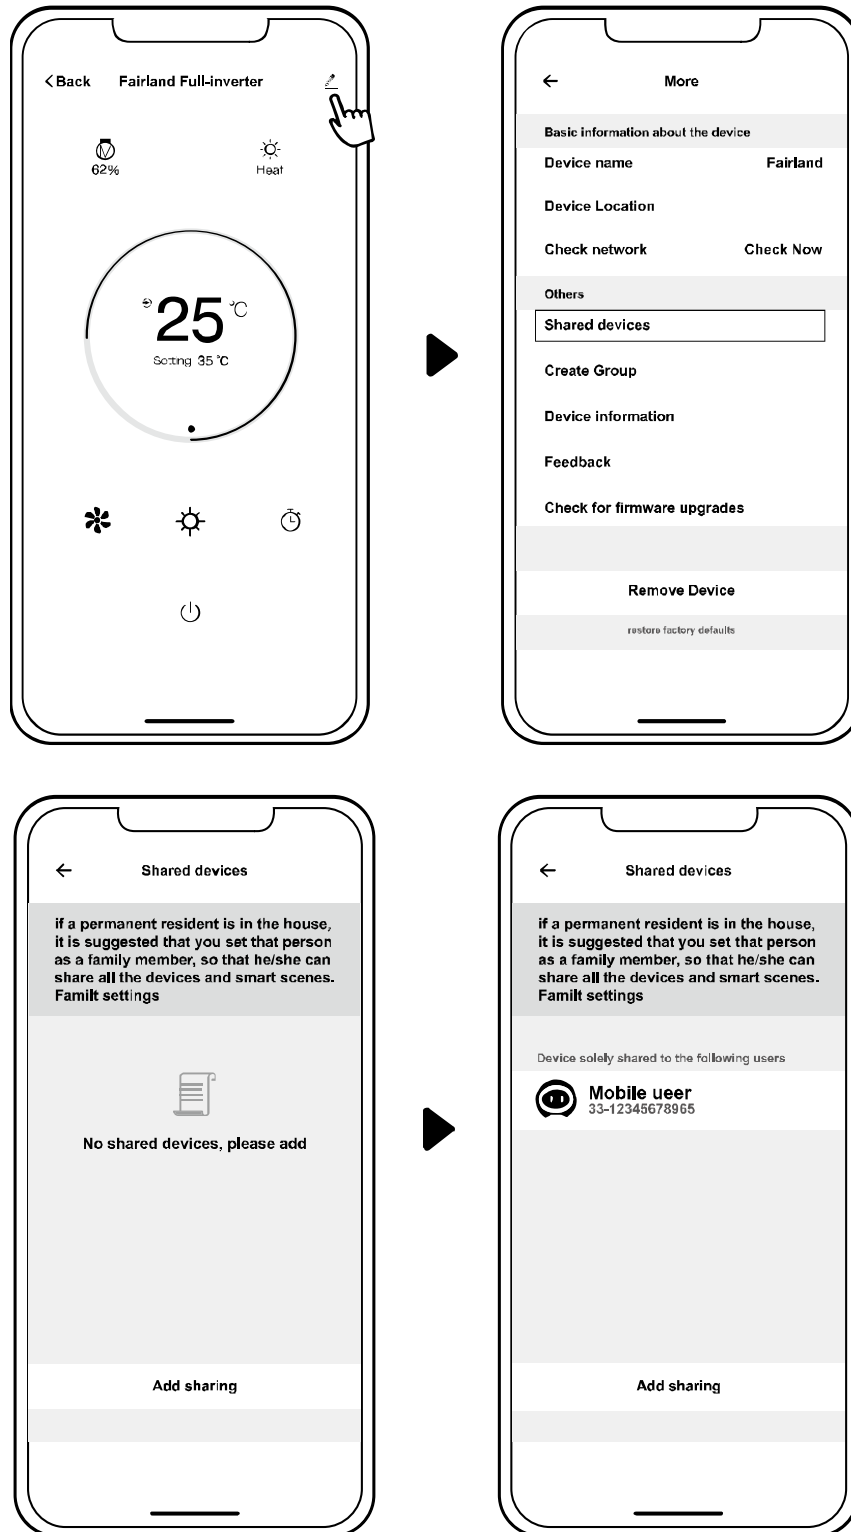 <Back Fairland Full-inverter
62%
Heat
25 °C
Setting 35 °C
← More
Basic information about the device
Device name Fairland
Device Location
Check network Check Now
Others
Shared devices
Create Group
Device information
Feedback
Check for firmware upgrades
Remove Device
restore factory defaults
← Shared devices
if a permanent resident is in the house,
it is suggested that you set that person
as a family member, so that he/she can
share all the devices and smart scenes.
Familt settings
No shared devices, please add
Add sharing
← Shared devices
if a permanent resident is in the house,
it is suggested that you set that person
as a family member, so that he/she can
share all the devices and smart scenes.
Familt settings
Device solely shared to the following users
Mobile ueer
33-12345678965
Add sharing